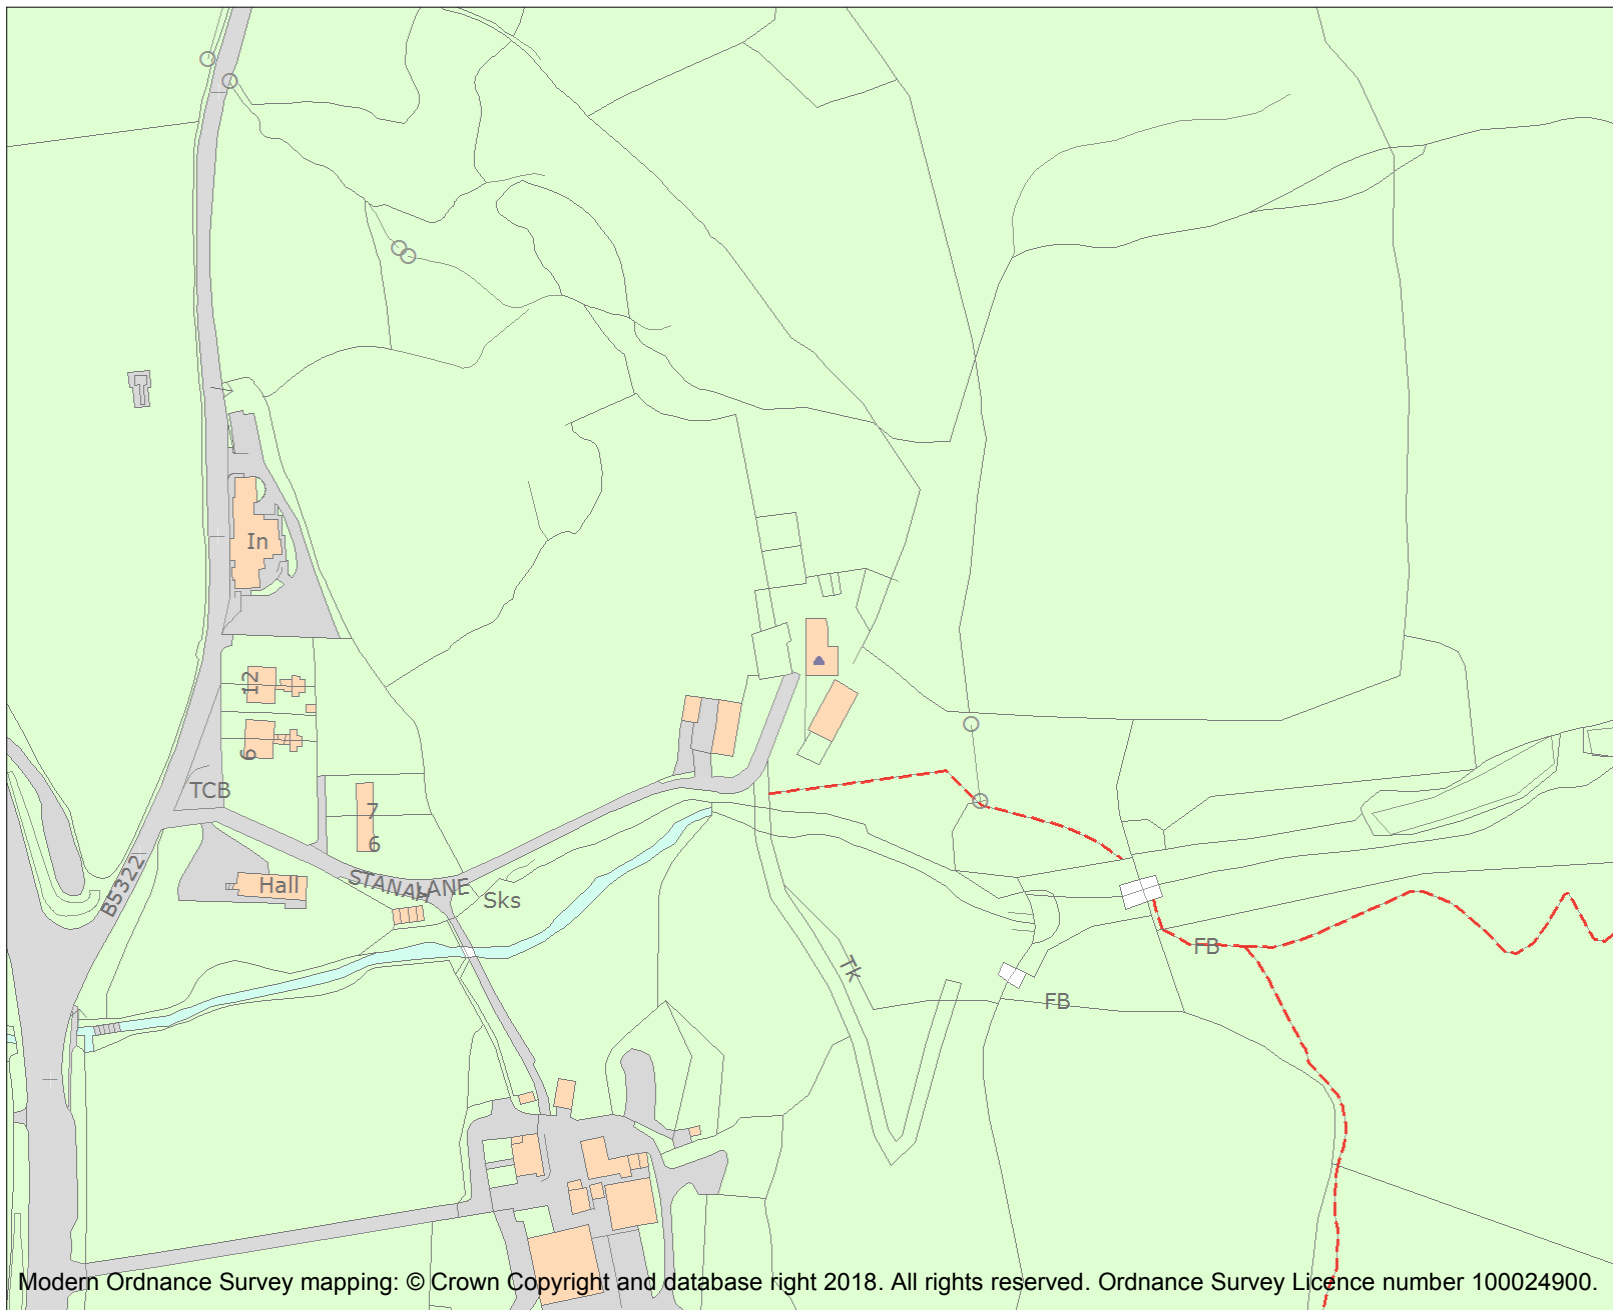 In
12
6
TCB
7
6
B5322
Hall
STANAH LANE
Sks
FB
Tk
FB
Modern Ordnance Survey mapping: © Crown Copyright and database right 2018. All rights reserved. Ordnance Survey Licence number 100024900.